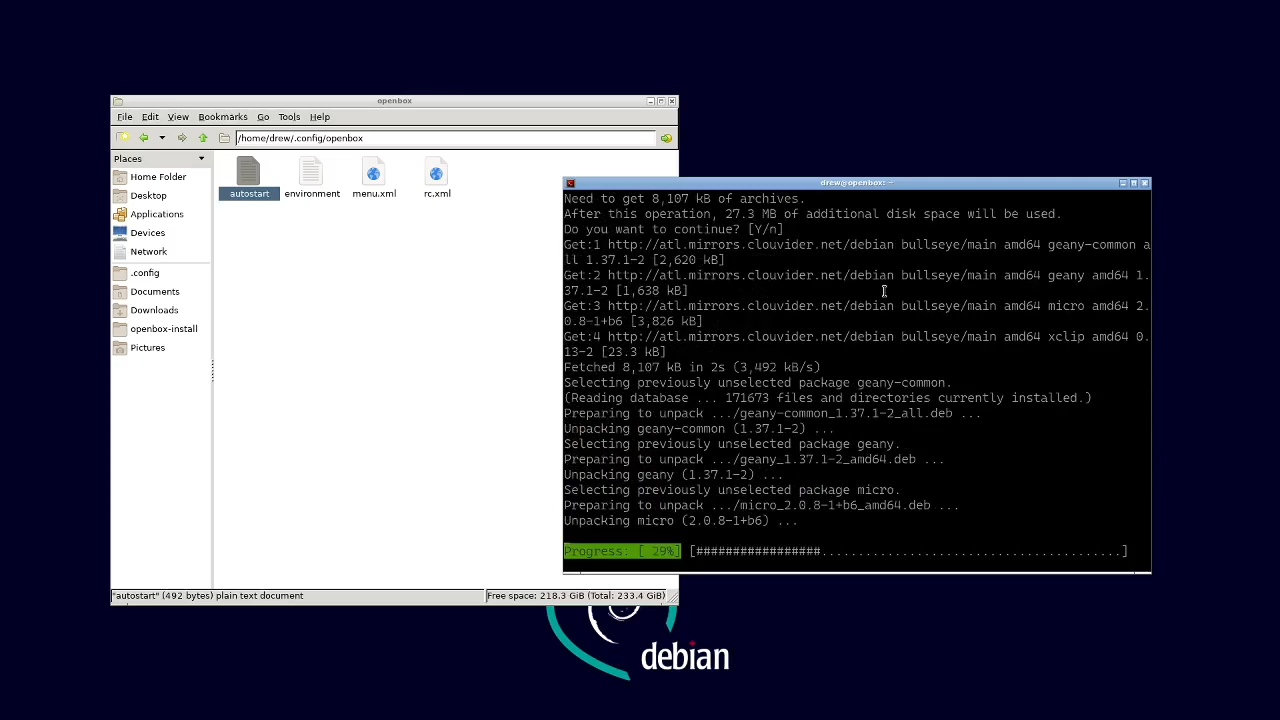 openbox
File Edit View Bookmarks Go Tools Help
/home/drew/.config/openbox
Places
Home Folder
Desktop
Applications
Devices
Network
.config
Documents
Downloads
openbox-install
Pictures
autostart environment menu.xml rc.xml
"autostart" (492 bytes) plain text document
Free space: 218.3 GiB (Total: 233.4 GiB)
drew@openbox: ~
Need to get 8,107 kB of archives.
After this operation, 27.3 MB of additional disk space will be used.
Do you want to continue? [Y/n]
Get:1 http://atl.mirrors.clouvider.net/debian bullseye/main amd64 geany-common a
ll 1.37.1-2 [2,620 kB]
Get:2 http://atl.mirrors.clouvider.net/debian bullseye/main amd64 geany amd64 1.
37.1-2 [1,638 kB]
Get:3 http://atl.mirrors.clouvider.net/debian bullseye/main amd64 micro amd64 2.
0.8-1+b6 [3,826 kB]
Get:4 http://atl.mirrors.clouvider.net/debian bullseye/main amd64 xclip amd64 0.
13-2 [23.3 kB]
Fetched 8,107 kB in 2s (3,492 kB/s)
Selecting previously unselected package geany-common.
(Reading database ... 171673 files and directories currently installed.)
Preparing to unpack .../geany-common_1.37.1-2_all.deb ...
Unpacking geany-common (1.37.1-2) ...
Selecting previously unselected package geany.
Preparing to unpack .../geany_1.37.1-2_amd64.deb ...
Unpacking geany (1.37.1-2) ...
Selecting previously unselected package micro.
Preparing to unpack .../micro_2.0.8-1+b6_amd64.deb ...
Unpacking micro (2.0.8-1+b6) ...
Progress: [ 29%] [#################.........................................]
debian